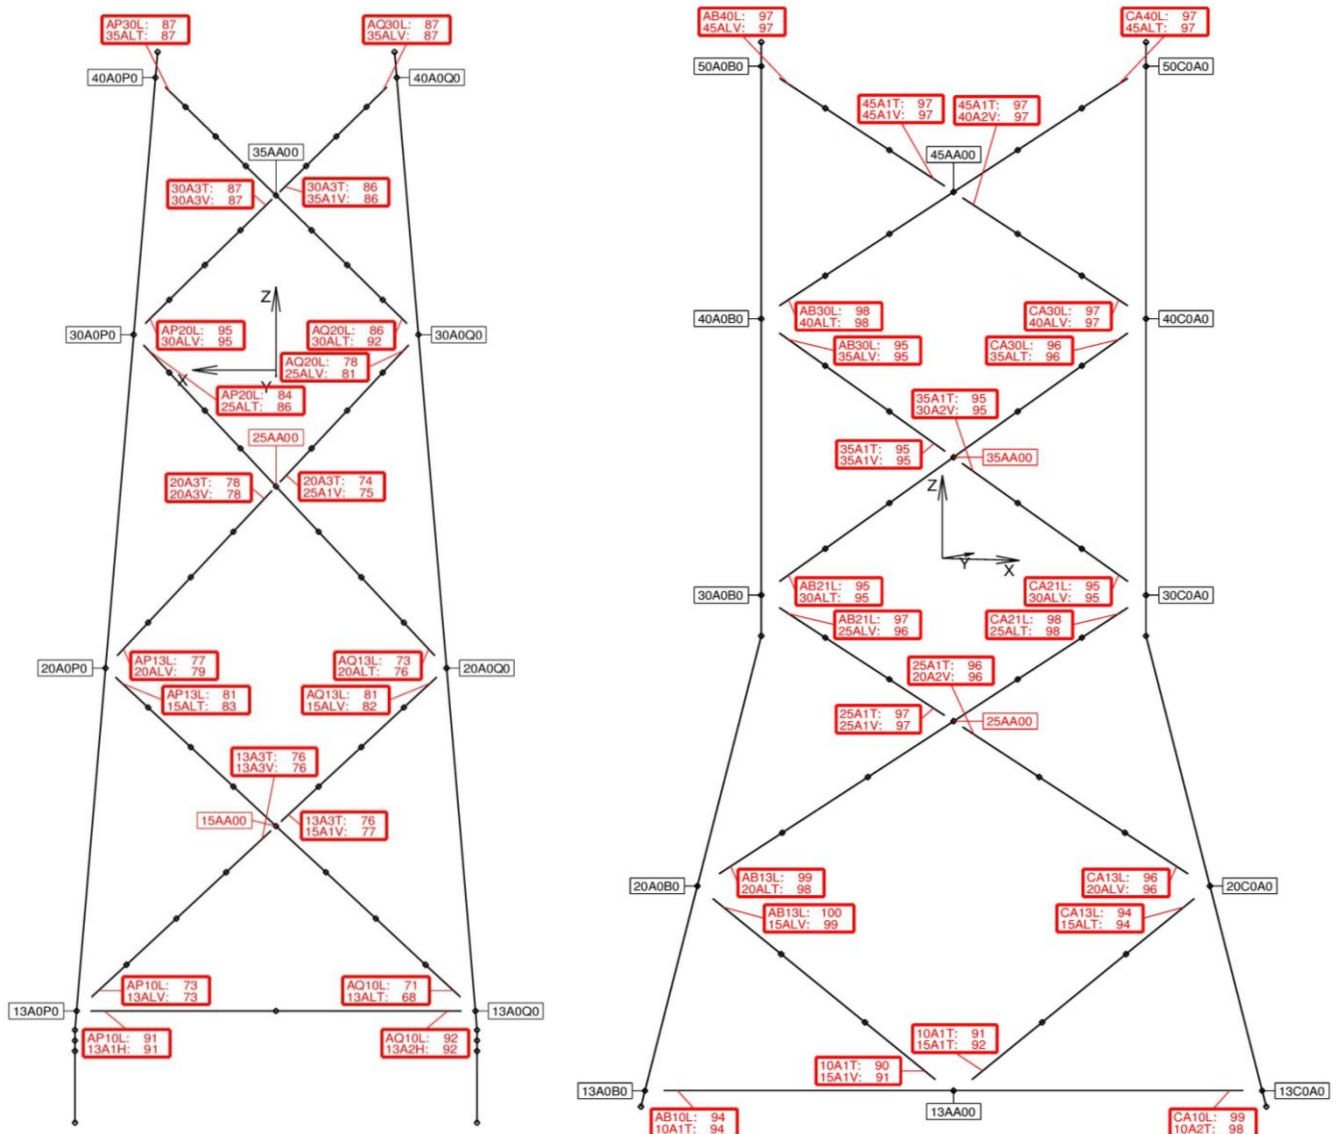 AP30L: 87
35ALT: 87
AQ30L: 87
35ALV: 87
40A0P0
40A0Q0
35AA00
30A3T: 87
30A3V: 87
30A3T: 86
35A1V: 86
Z
30A0P0
AP20L: 95
30ALV: 95
AQ20L: 86
30ALT: 92
30A0Q0
AQ20L: 78
25ALV: 81
X
Y
AP20L: 84
25ALT: 86
25AA00
20A3T: 78
20A3V: 78
20A3T: 74
25A1V: 75
20A0P0
AP13L: 77
20ALV: 79
AQ13L: 73
20ALT: 76
20A0Q0
AP13L: 81
15ALT: 83
AQ13L: 81
15ALV: 82
13A3T: 76
13A3V: 76
15AA00
13A3T: 76
15A1V: 77
AP10L: 73
13ALV: 73
AQ10L: 71
13ALT: 68
13A0P0
13A0Q0
AP10L: 91
13A1H: 91
AQ10L: 92
13A2H: 92
AB40L: 97
45ALV: 97
CA40L: 97
45ALT: 97
50A0B0
50C0A0
45A1T: 97
45A1V: 97
45A1T: 97
40A2V: 97
45AA00
40A0B0
AB30L: 98
40ALT: 98
CA30L: 97
40ALV: 97
40C0A0
AB30L: 95
35ALV: 95
CA30L: 96
35ALT: 96
35A1T: 95
30A2V: 95
35A1T: 95
35A1V: 95
35AA00
Z
Y
X
30A0B0
AB21L: 95
30ALT: 95
CA21L: 95
30ALV: 95
30C0A0
AB21L: 97
25ALV: 96
CA21L: 98
25ALT: 98
25A1T: 96
20A2V: 96
25A1T: 97
25A1V: 97
25AA00
20A0B0
AB13L: 99
20ALT: 98
CA13L: 96
20ALV: 96
20C0A0
AB13L: 100
15ALV: 99
CA13L: 94
15ALT: 94
10A1T: 91
15A1T: 92
10A1T: 90
15A1V: 91
13A0B0
13C0A0
13AA00
AB10L: 94
10A1T: 94
CA10L: 99
10A2T: 98